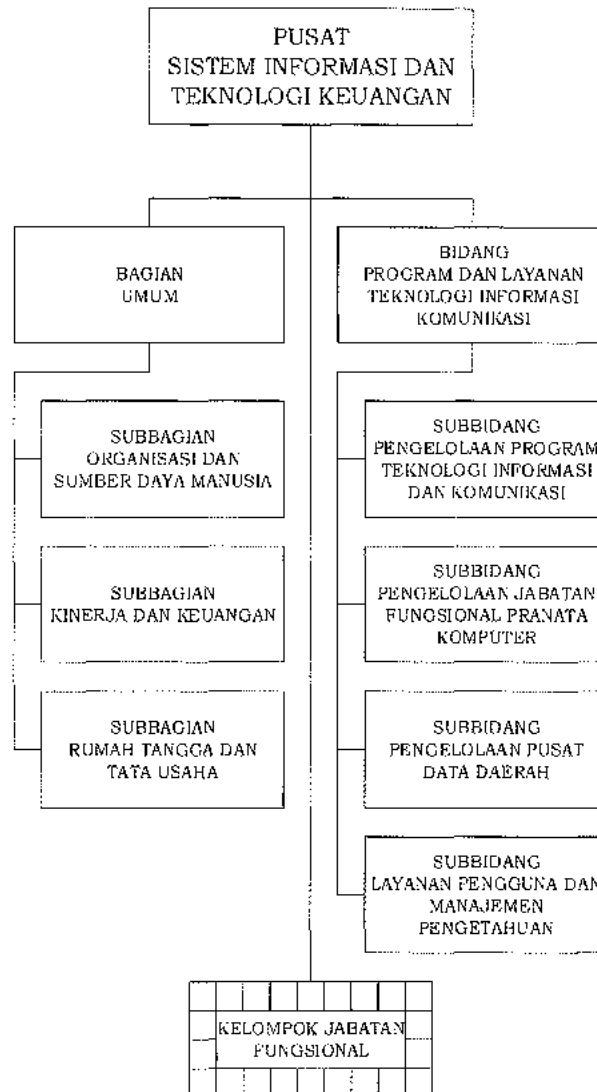 PUSAT
SISTEM INFORMASI DAN
TEKNOLOGI KEUANGAN
BAGIAN
UMUM
BIDANG
PROGRAM DAN LAYANAN
TEKNOLOGI INFORMASI
KOMUNIKASI
SUBBAGIAN
ORGANISASI DAN
SUMBER DAYA MANUSIA
SUBBIDANG
PENGELOLAAN PROGRAM
TEKNOLOGI INFORMASI
DAN KOMUNIKASI
SUBBAGIAN
KINERJA DAN KEUANGAN
SUBBIDANG
PENGELOLAAN JABATAN
FUNGSIONAL PRANATA
KOMPUTER
SUBBAGIAN
RUMAH TANGGA DAN
TATA USAHA
SUBBIDANG
PENGELOLAAN PUSAT
DATA DAERAH
SUBBIDANG
LAYANAN PENGGUNA DAN
MANAJEMEN
PENGETAHUAN
KELOMPOK JABATAN
FUNGSIONAL